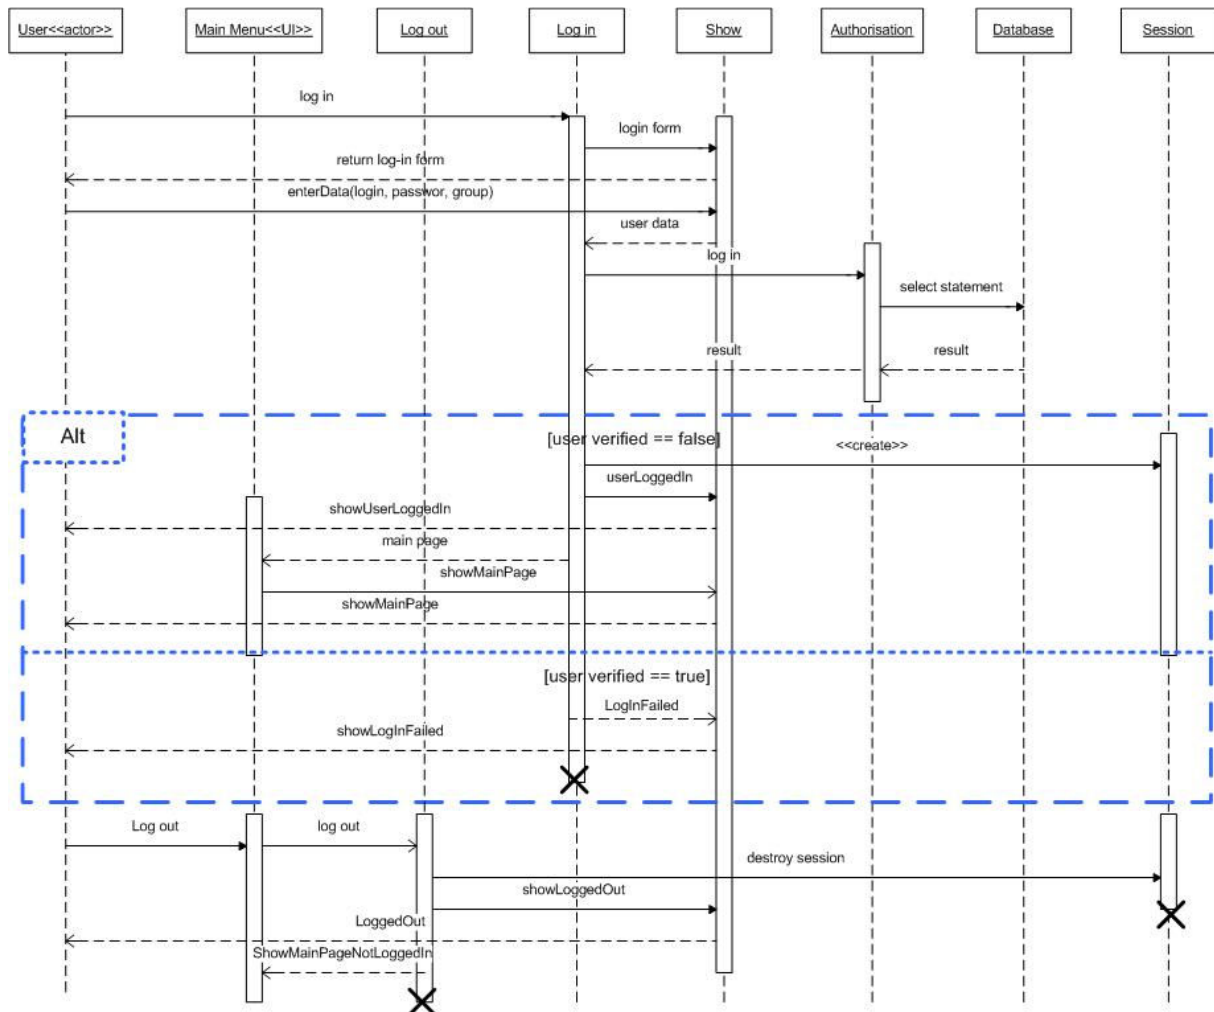 User<<actor>>
Main Menu<<UI>>
Log out
Log in
Show
Authorisation
Database
Session
log in
login form
return log-in form
enterData(login, passwor, group)
user data
log in
select statement
result
result
Alt
[user verified == false]
<<create>>
userLoggedIn
showUserLoggedIn
main page
showMainPage
showMainPage
[user verified == true]
LogInFailed
showLogInFailed
Log out
log out
destroy session
showLoggedOut
LoggedOut
ShowMainPageNotLoggedIn